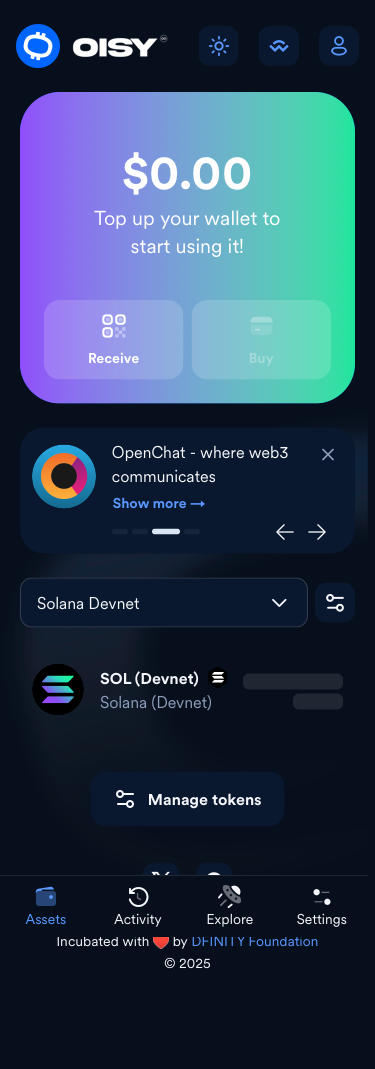 OISY
$0.00
Top up your wallet to
start using it!
Receive
Buy
OpenChat - where web3
communicates
Show more →
Solana Devnet
SOL (Devnet)
Solana (Devnet)
Manage tokens
Assets
Activity
Explore
Settings
Incubated with ❤️ by DFINITY Foundation
© 2025